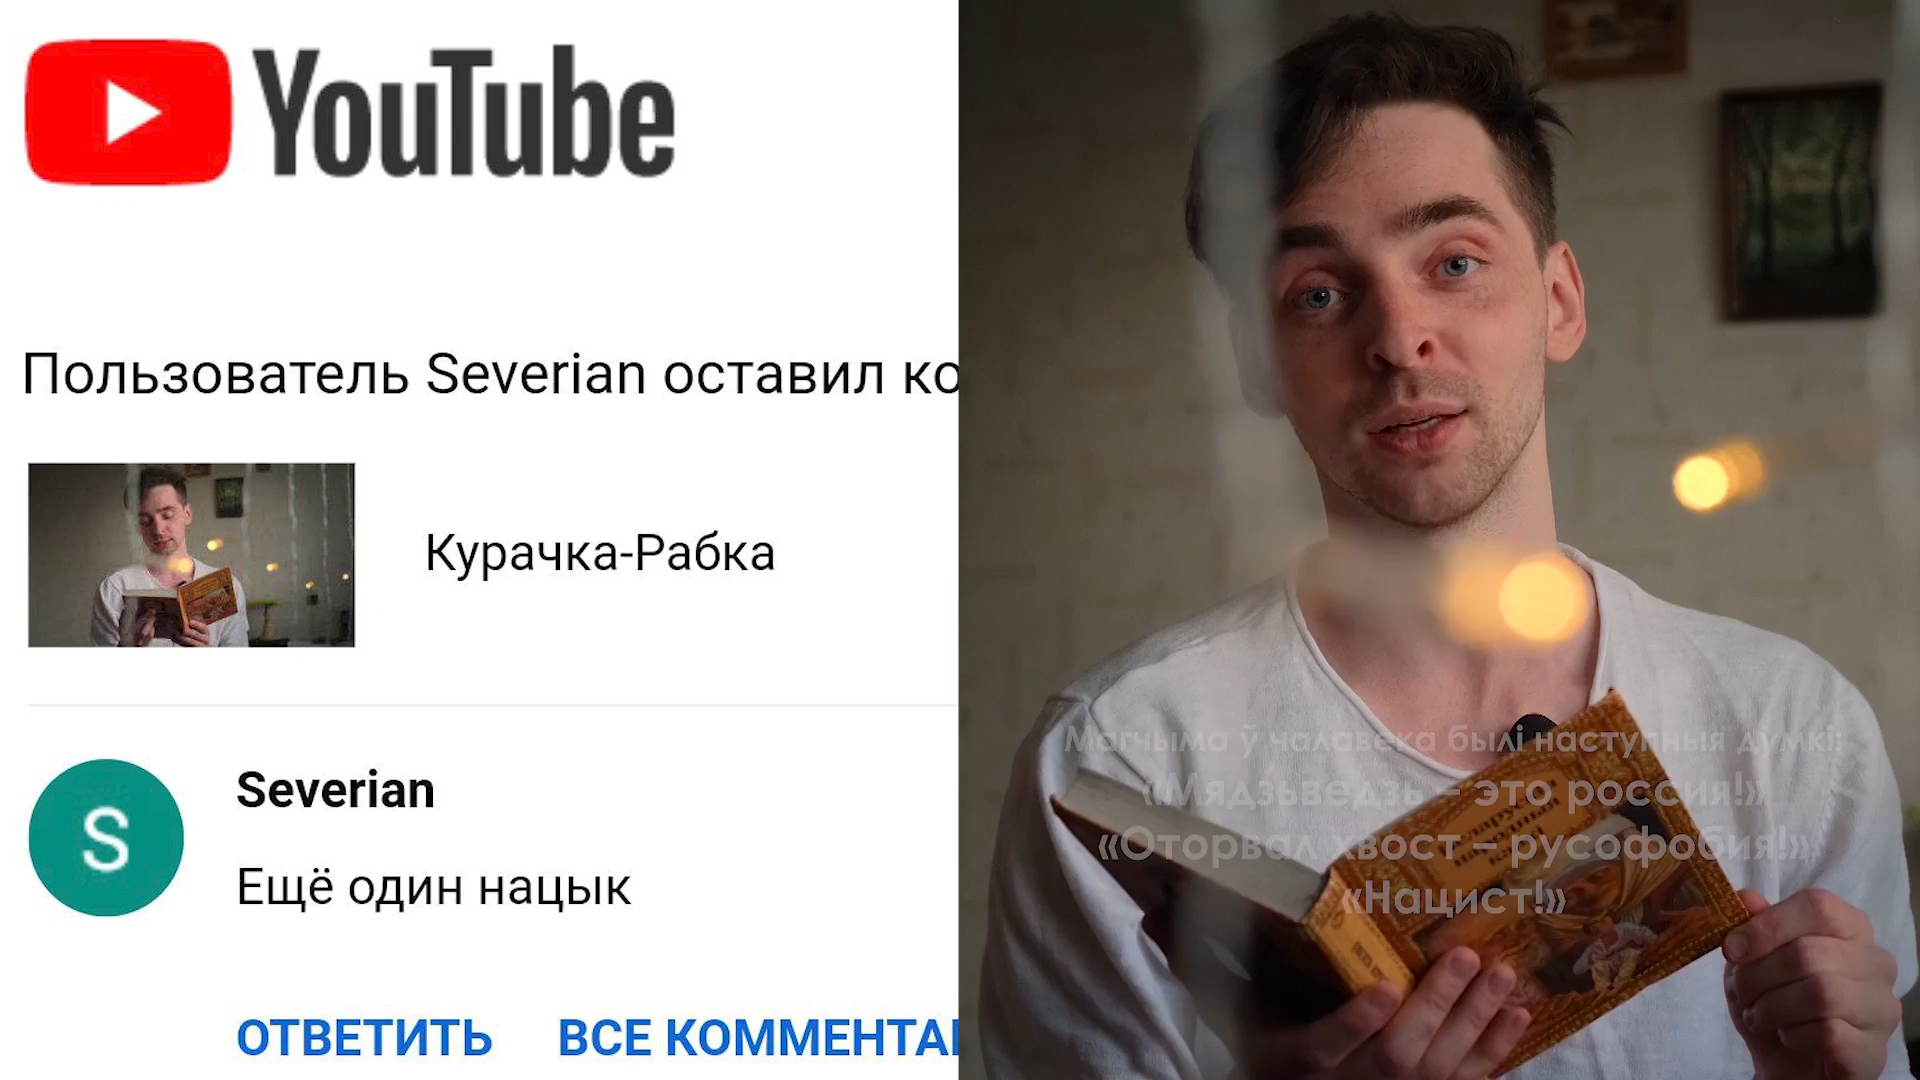 YouTube
Пользователь Severian оставил ко
Курачка-Рабка
S
Severian
Ещё один нацык
ОТВЕТИТЬ ВСЕ КОММЕНТА
Магчыма ў чалавека былі наступныя думкі:
«Мядзьведзь – это россия!»
«Оторвал хвост – русофобия!»
«Нацист!»